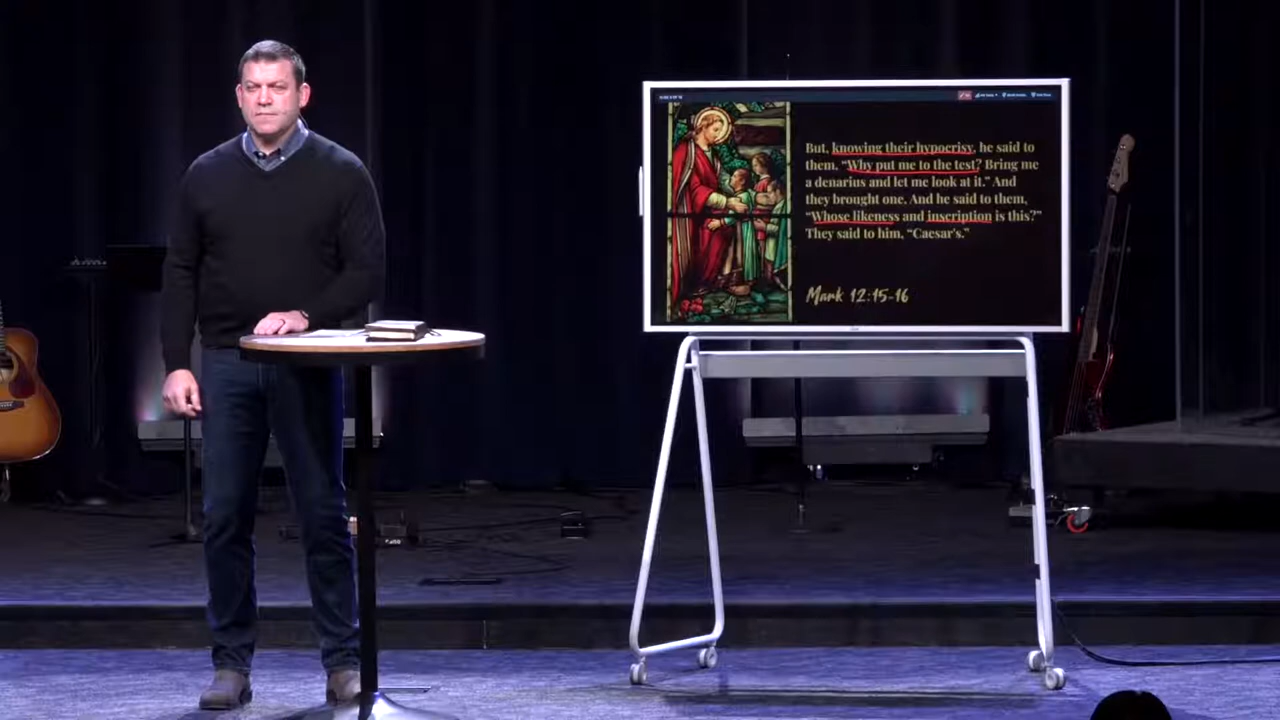 But, knowing their hypocrisy, he said to
them, “Why put me to the test? Bring me
a denarius and let me look at it.” And
they brought one. And he said to them,
“Whose likeness and inscription is this?”
They said to him, “Caesar's.”
Mark 12:15-16